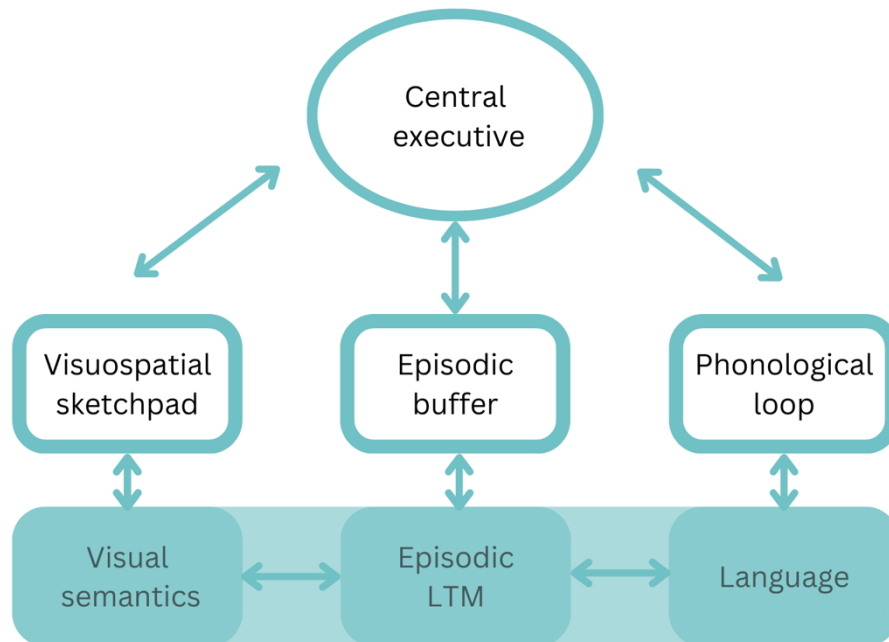 Central
executive
Visuospatial
sketchpad
Episodic
buffer
Phonological
loop
Visual
semantics
Episodic
LTM
Language